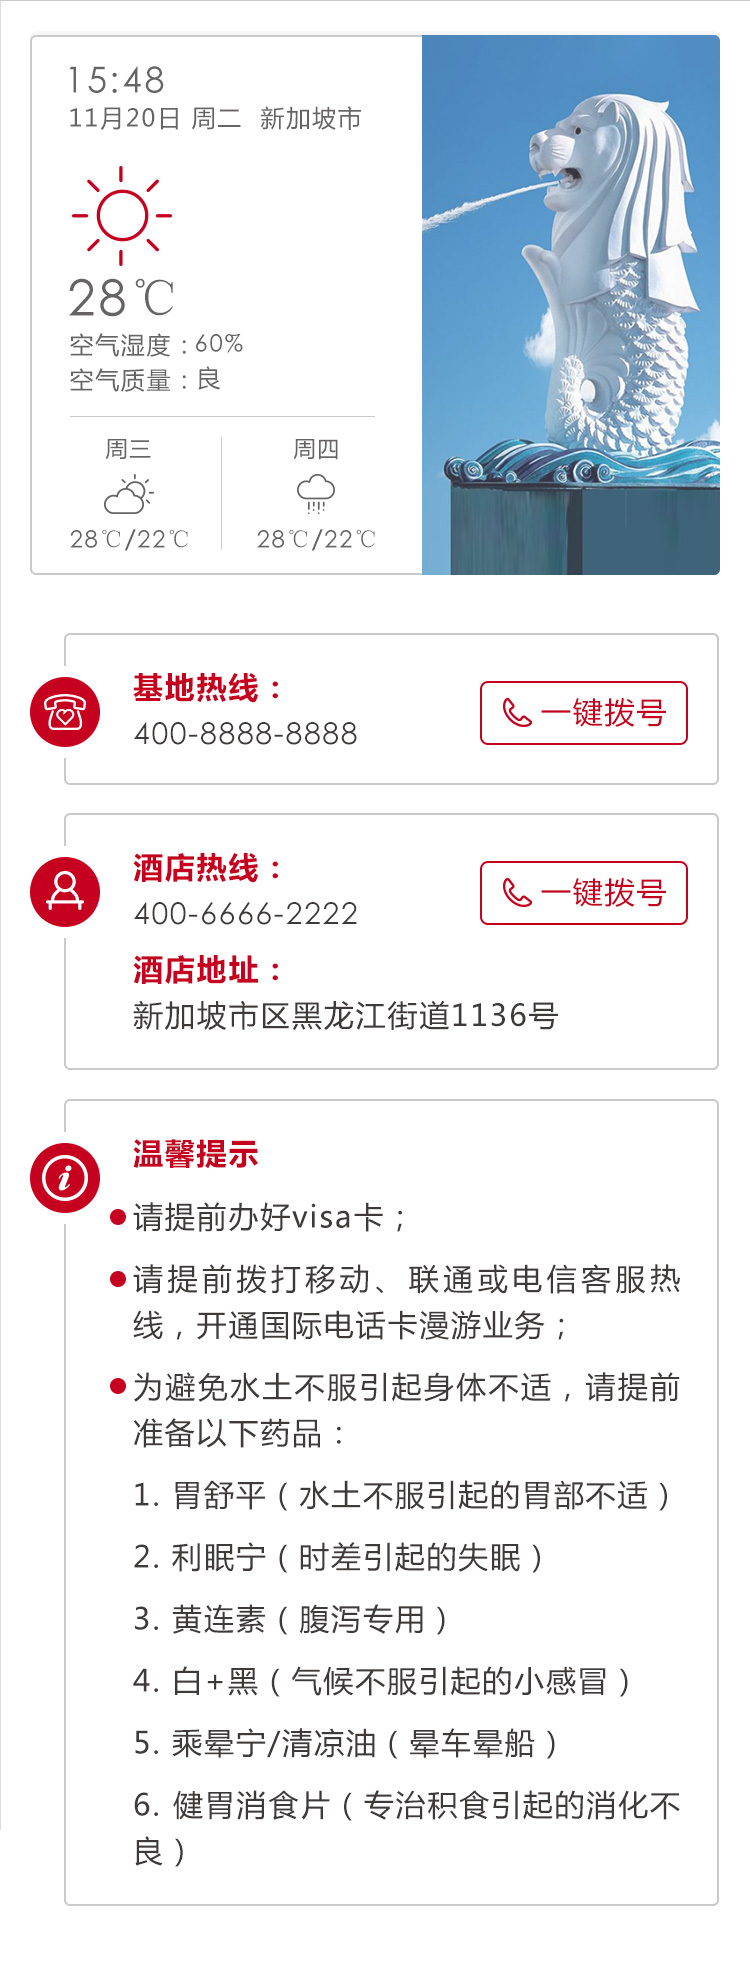 15:48
11月20日 周二 新加坡市
28℃
空气湿度：60%
空气质量：良
周三 周四
28℃/22℃ 28℃/22℃
基地热线：
400-8888-8888
一键拨号
酒店热线：
400-6666-2222
一键拨号
酒店地址：
新加坡市区黑龙江街道1136号
温馨提示
请提前办好visa卡；
请提前拨打移动、联通或电信客服热
线，开通国际电话卡漫游业务；
为避免水土不服引起身体不适，请提前
准备以下药品：
1. 胃舒平（水土不服引起的胃部不适）
2. 利眠宁（时差引起的失眠）
3. 黄连素（腹泻专用）
4. 白+黑（气候不服引起的小感冒）
5. 乘晕宁/清凉油（晕车晕船）
6. 健胃消食片（专治积食引起的消化不
良）